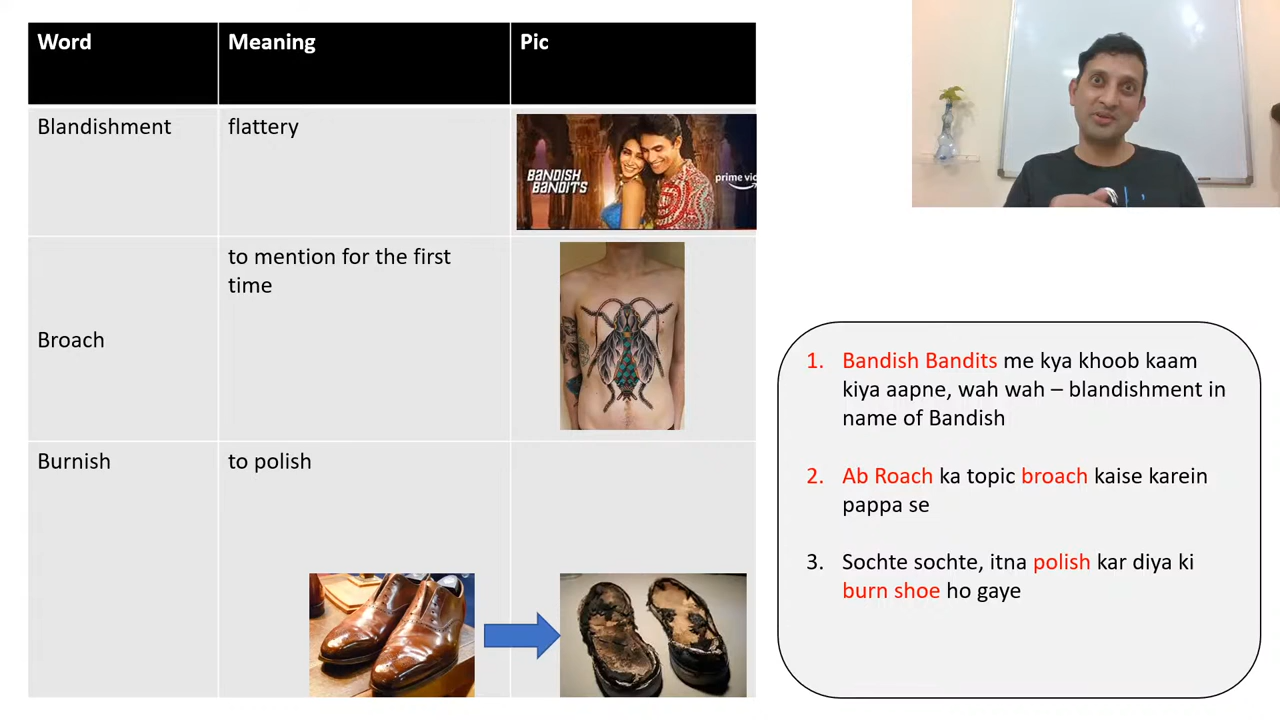 Word Meaning Pic
Blandishment flattery
BANDISH
BANDITS
prime vid
to mention for the first
time
Broach
Burnish to polish
1. Bandish Bandits me kya khoob kaam
kiya aapne, wah wah – blandishment in
name of Bandish
2. Ab Roach ka topic broach kaise karein
pappa se
3. Sochte sochte, itna polish kar diya ki
burn shoe ho gaye